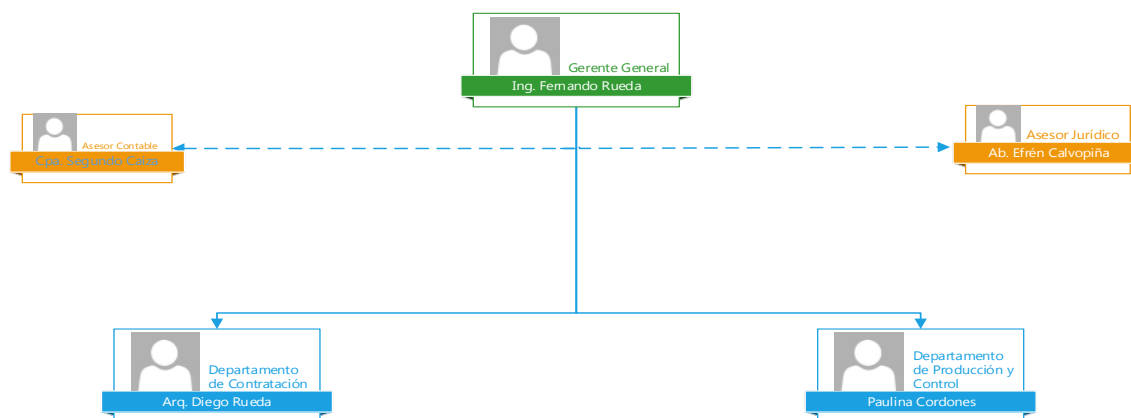 Gerente General
Ing. Fernando Rueda
Asesor Contable
Cpa. Segundo Caiza
Asesor Jurídico
Ab. Efrén Calvopiña
Departamento
de Contratación
Arq. Diego Rueda
Departamento
de Producción y
Control
Paulina Cordones